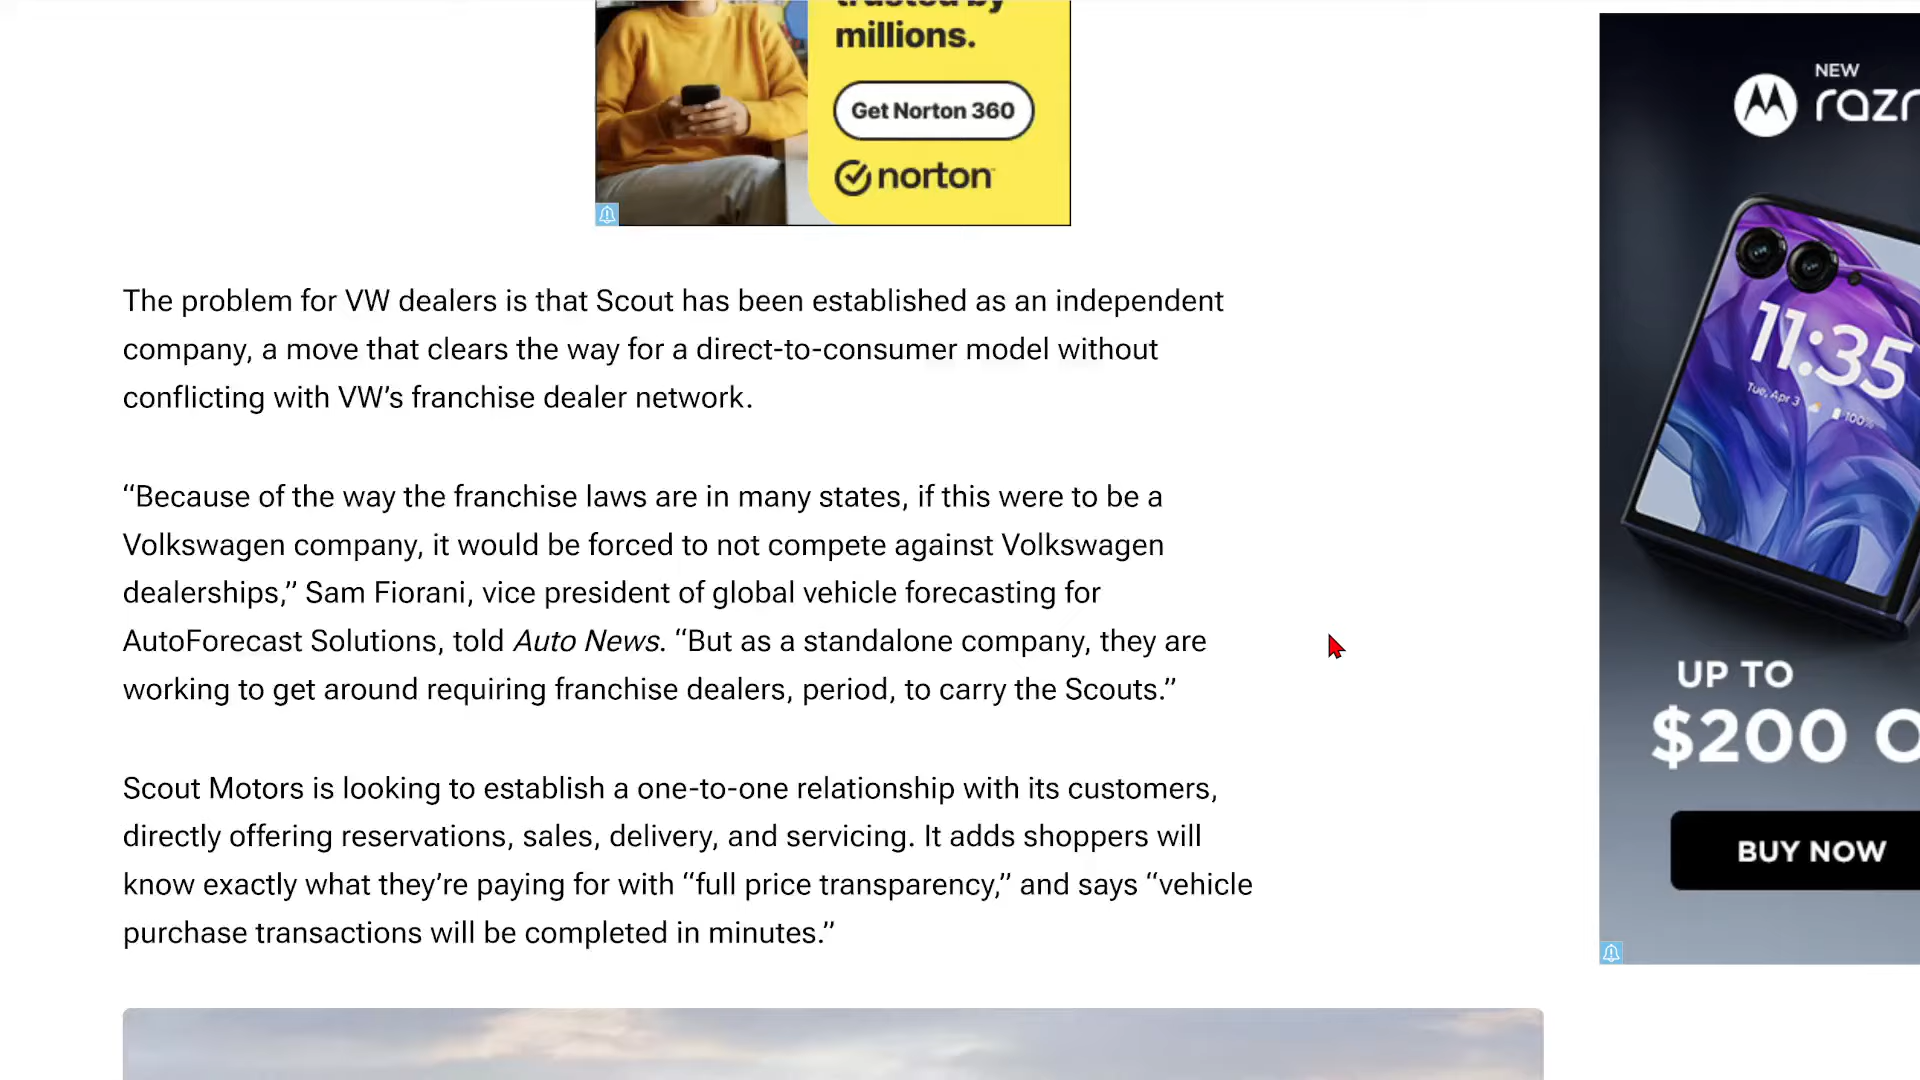 millions.
Get Norton 360
norton
The problem for VW dealers is that Scout has been established as an independent
company, a move that clears the way for a direct-to-consumer model without
conflicting with VW’s franchise dealer network.
“Because of the way the franchise laws are in many states, if this were to be a
Volkswagen company, it would be forced to not compete against Volkswagen
dealerships,” Sam Fiorani, vice president of global vehicle forecasting for
AutoForecast Solutions, told Auto News. “But as a standalone company, they are
working to get around requiring franchise dealers, period, to carry the Scouts.”
Scout Motors is looking to establish a one-to-one relationship with its customers,
directly offering reservations, sales, delivery, and servicing. It adds shoppers will
know exactly what they’re paying for with “full price transparency,” and says “vehicle
purchase transactions will be completed in minutes.”
NEW
razr
11:35
Tue, Apr 3
100%
UP TO
$200 O
BUY NOW